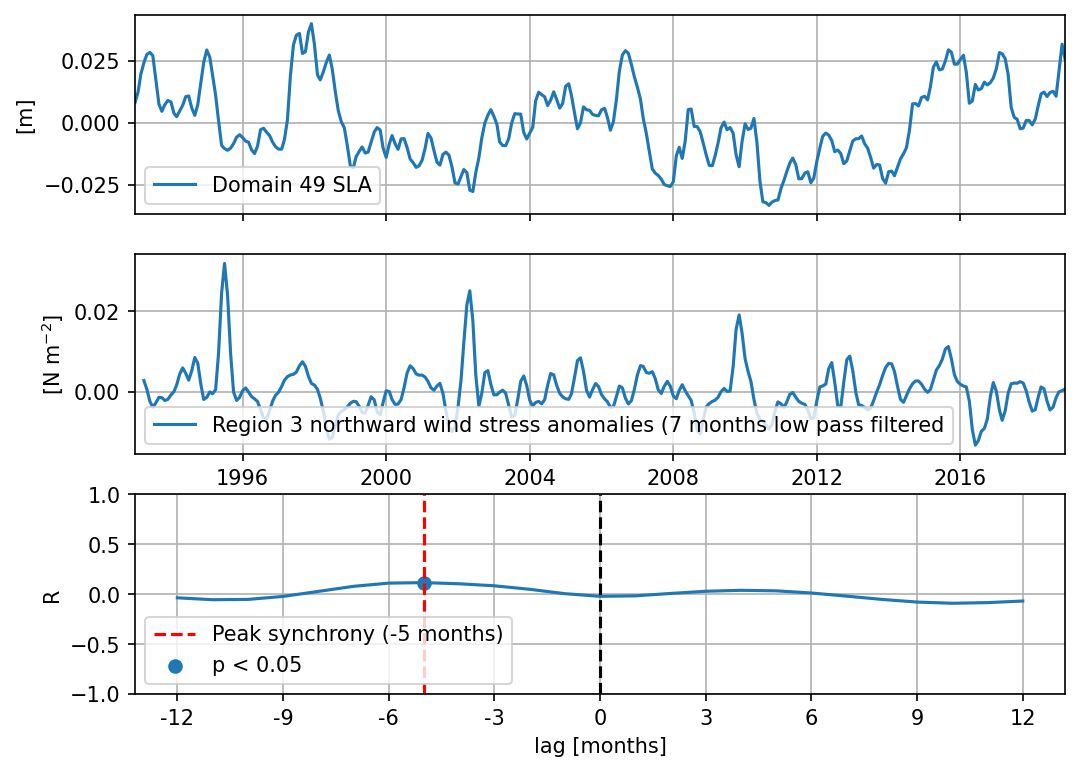 0.025
0.000
−0.025
[m]
Domain 49 SLA
0.02
0.00
[N m⁻²]
Region 3 northward wind stress anomalies (7 months low pass filtered
1996 2000 2004 2008 2012 2016
1.0
0.5
0.0
−0.5
−1.0
R
Peak synchrony (-5 months)
p < 0.05
-12 -9 -6 -3 0 3 6 9 12
lag [months]